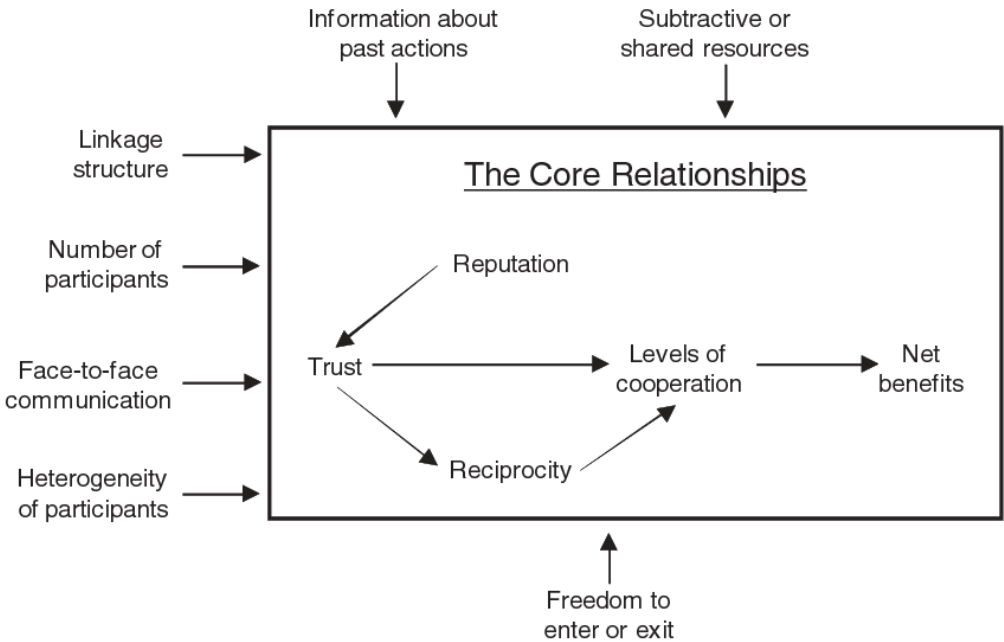 Information about
past actions
Subtractive or
shared resources
Linkage
structure
The Core Relationships
Number of
participants
Reputation
Face-to-face
communication
Trust
Levels of
cooperation
Net
benefits
Heterogeneity
of participants
Reciprocity
Freedom to
enter or exit